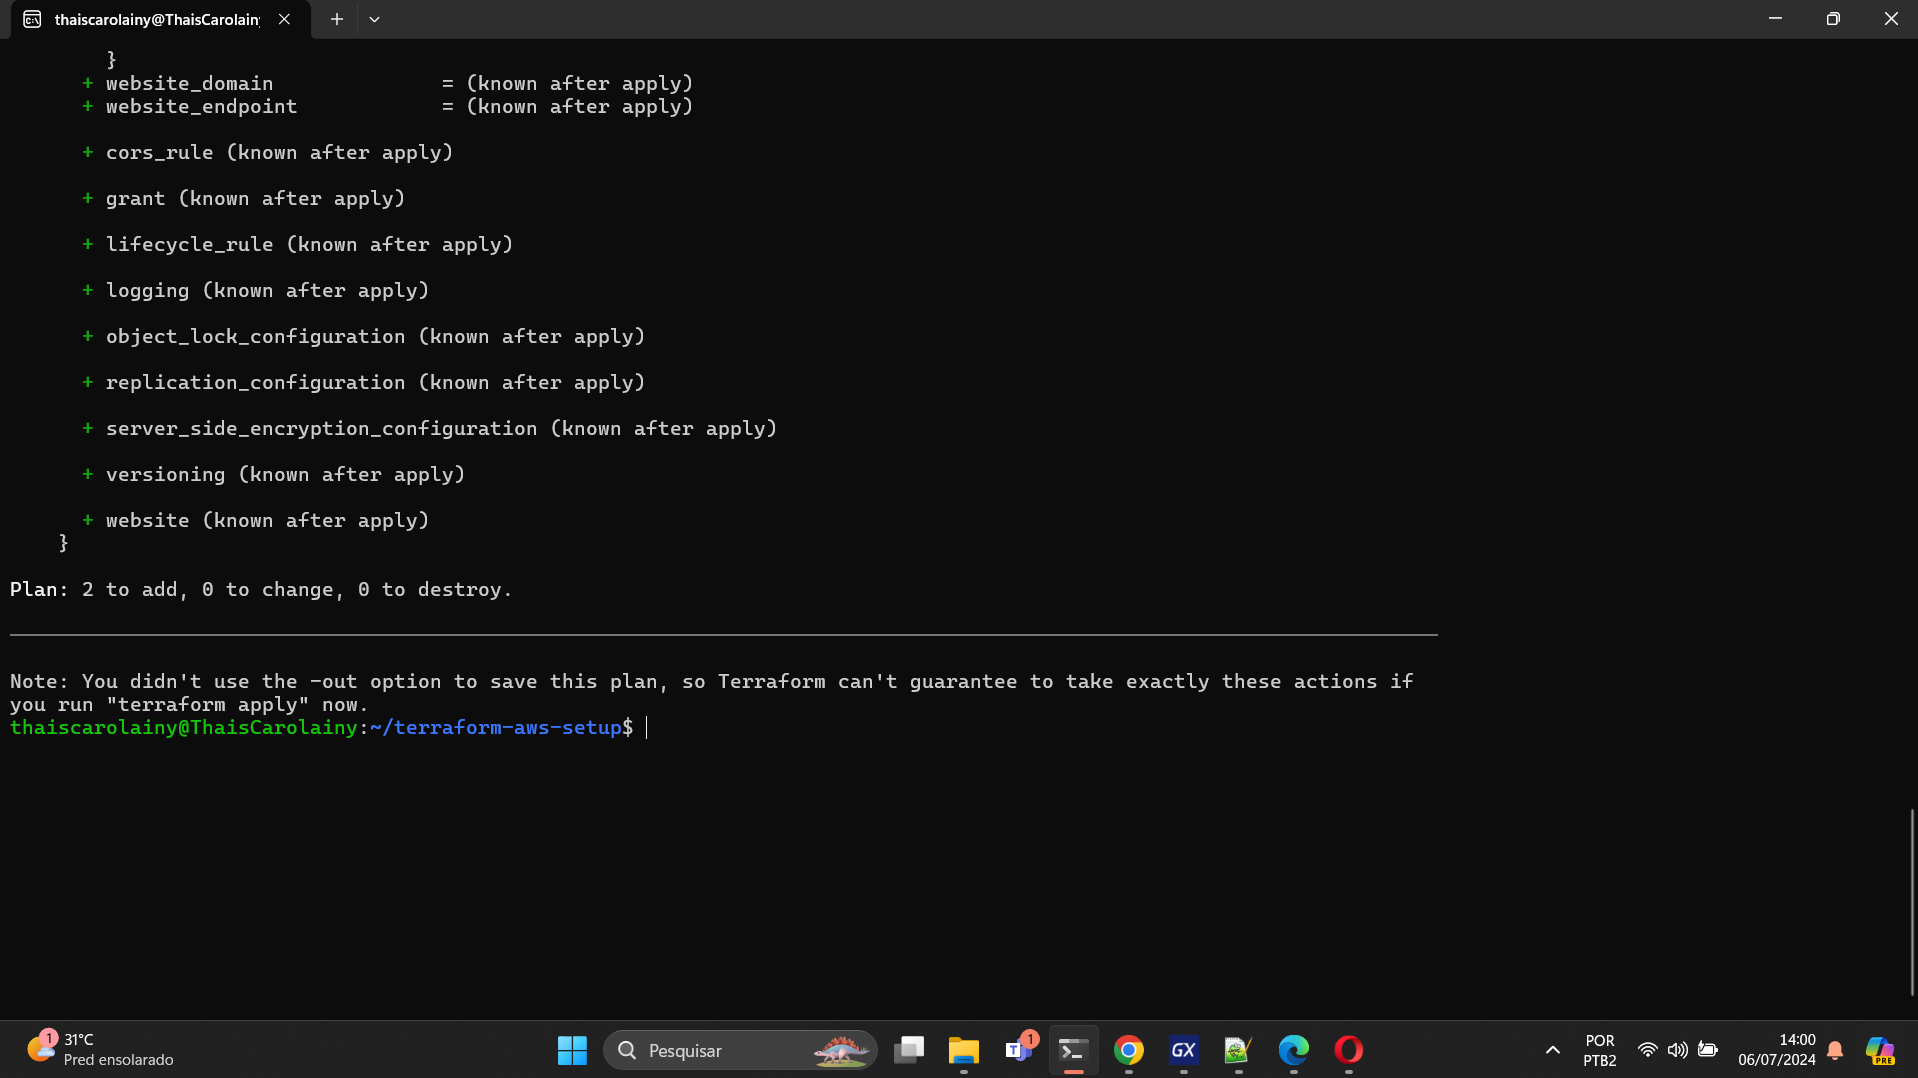 thaiscarolainy@ThaisCarolain
}
+ website_domain = (known after apply)
+ website_endpoint = (known after apply)
+ cors_rule (known after apply)
+ grant (known after apply)
+ lifecycle_rule (known after apply)
+ logging (known after apply)
+ object_lock_configuration (known after apply)
+ replication_configuration (known after apply)
+ server_side_encryption_configuration (known after apply)
+ versioning (known after apply)
+ website (known after apply)
}
Plan: 2 to add, 0 to change, 0 to destroy.
Note: You didn't use the -out option to save this plan, so Terraform can't guarantee to take exactly these actions if
you run "terraform apply" now.
thaiscarolainy@ThaisCarolainy:~/terraform-aws-setup$
1
31°C
Pred ensolarado
Pesquisar
T
1
GX
POR
PTB2
14:00
06/07/2024
PRE